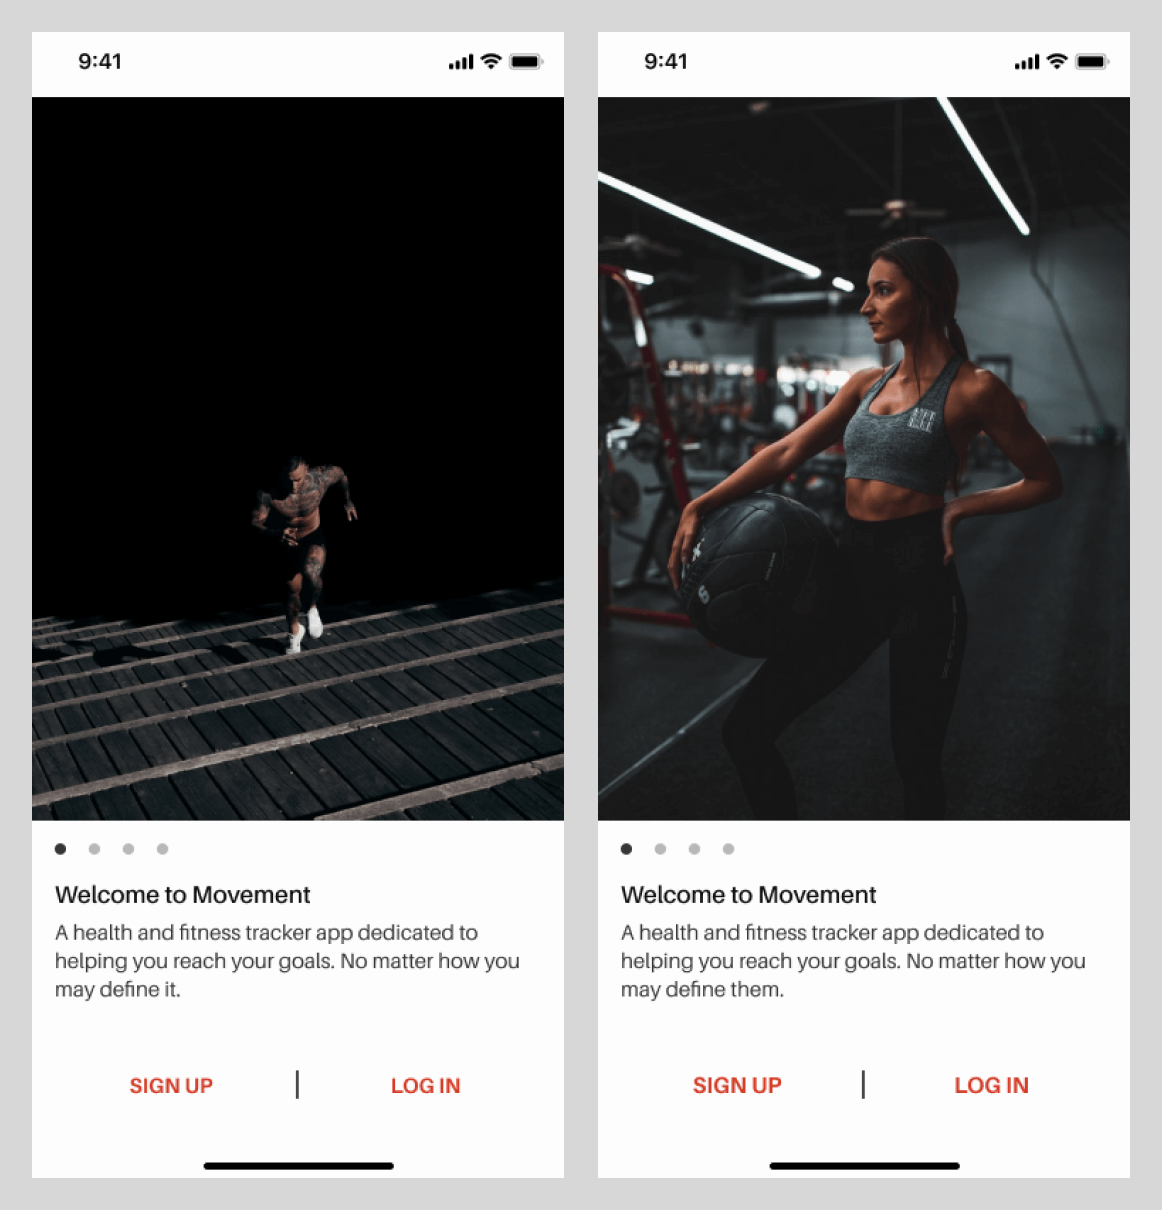 9:41
Welcome to Movement
A health and fitness tracker app dedicated to
helping you reach your goals. No matter how you
may define it.
SIGN UP | LOG IN
9:41
6
Welcome to Movement
A health and fitness tracker app dedicated to
helping you reach your goals. No matter how you
may define them.
SIGN UP | LOG IN